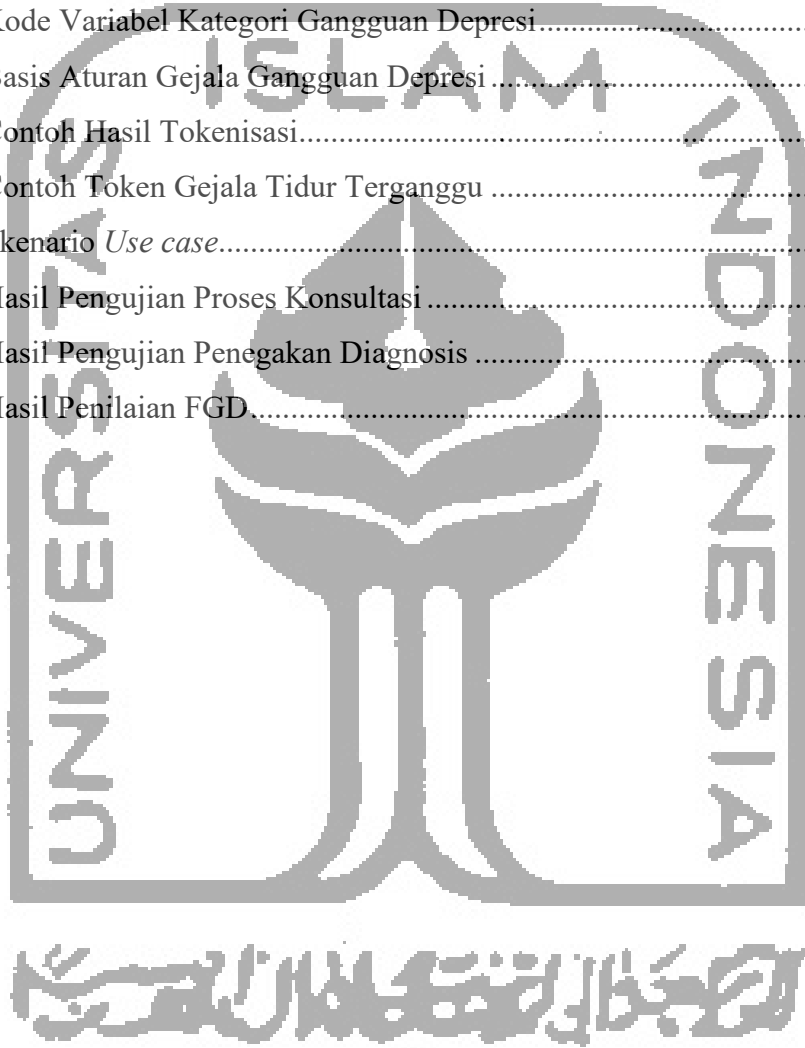 Kode Variabel Kategori Gangguan Depresi
Basis Aturan Gejala Gangguan Depresi
Contoh Hasil Tokenisasi
Contoh Token Gejala Tidur Terganggu
Skenario Use case
Hasil Pengujian Proses Konsultasi
Hasil Pengujian Penegakan Diagnosis
Hasil Penilaian FGD
UNIVERSITAS
ISLAM
INDONESIA